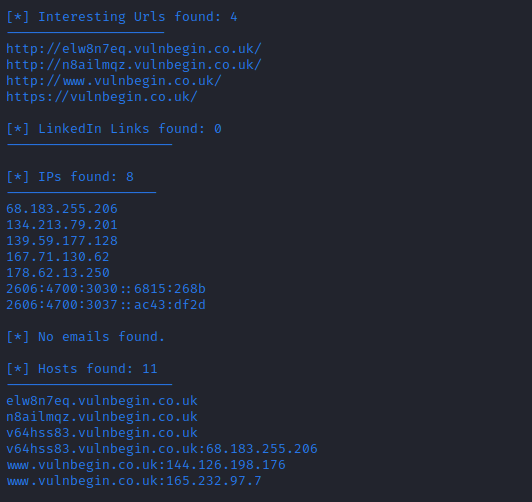 [*] Interesting Urls found: 4
--------------------
http://elw8n7eq.vulnbegin.co.uk/
http://n8ailmqz.vulnbegin.co.uk/
http://www.vulnbegin.co.uk/
https://vulnbegin.co.uk/
[*] LinkedIn Links found: 0
---------------------
[*] IPs found: 8
-------------------
68.183.255.206
134.213.79.201
139.59.177.128
167.71.130.62
178.62.13.250
2606:4700:3030::6815:268b
2606:4700:3037::ac43:df2d
[*] No emails found.
[*] Hosts found: 11
---------------------
elw8n7eq.vulnbegin.co.uk
n8ailmqz.vulnbegin.co.uk
v64hss83.vulnbegin.co.uk
v64hss83.vulnbegin.co.uk:68.183.255.206
www.vulnbegin.co.uk:144.126.198.176
www.vulnbegin.co.uk:165.232.97.7